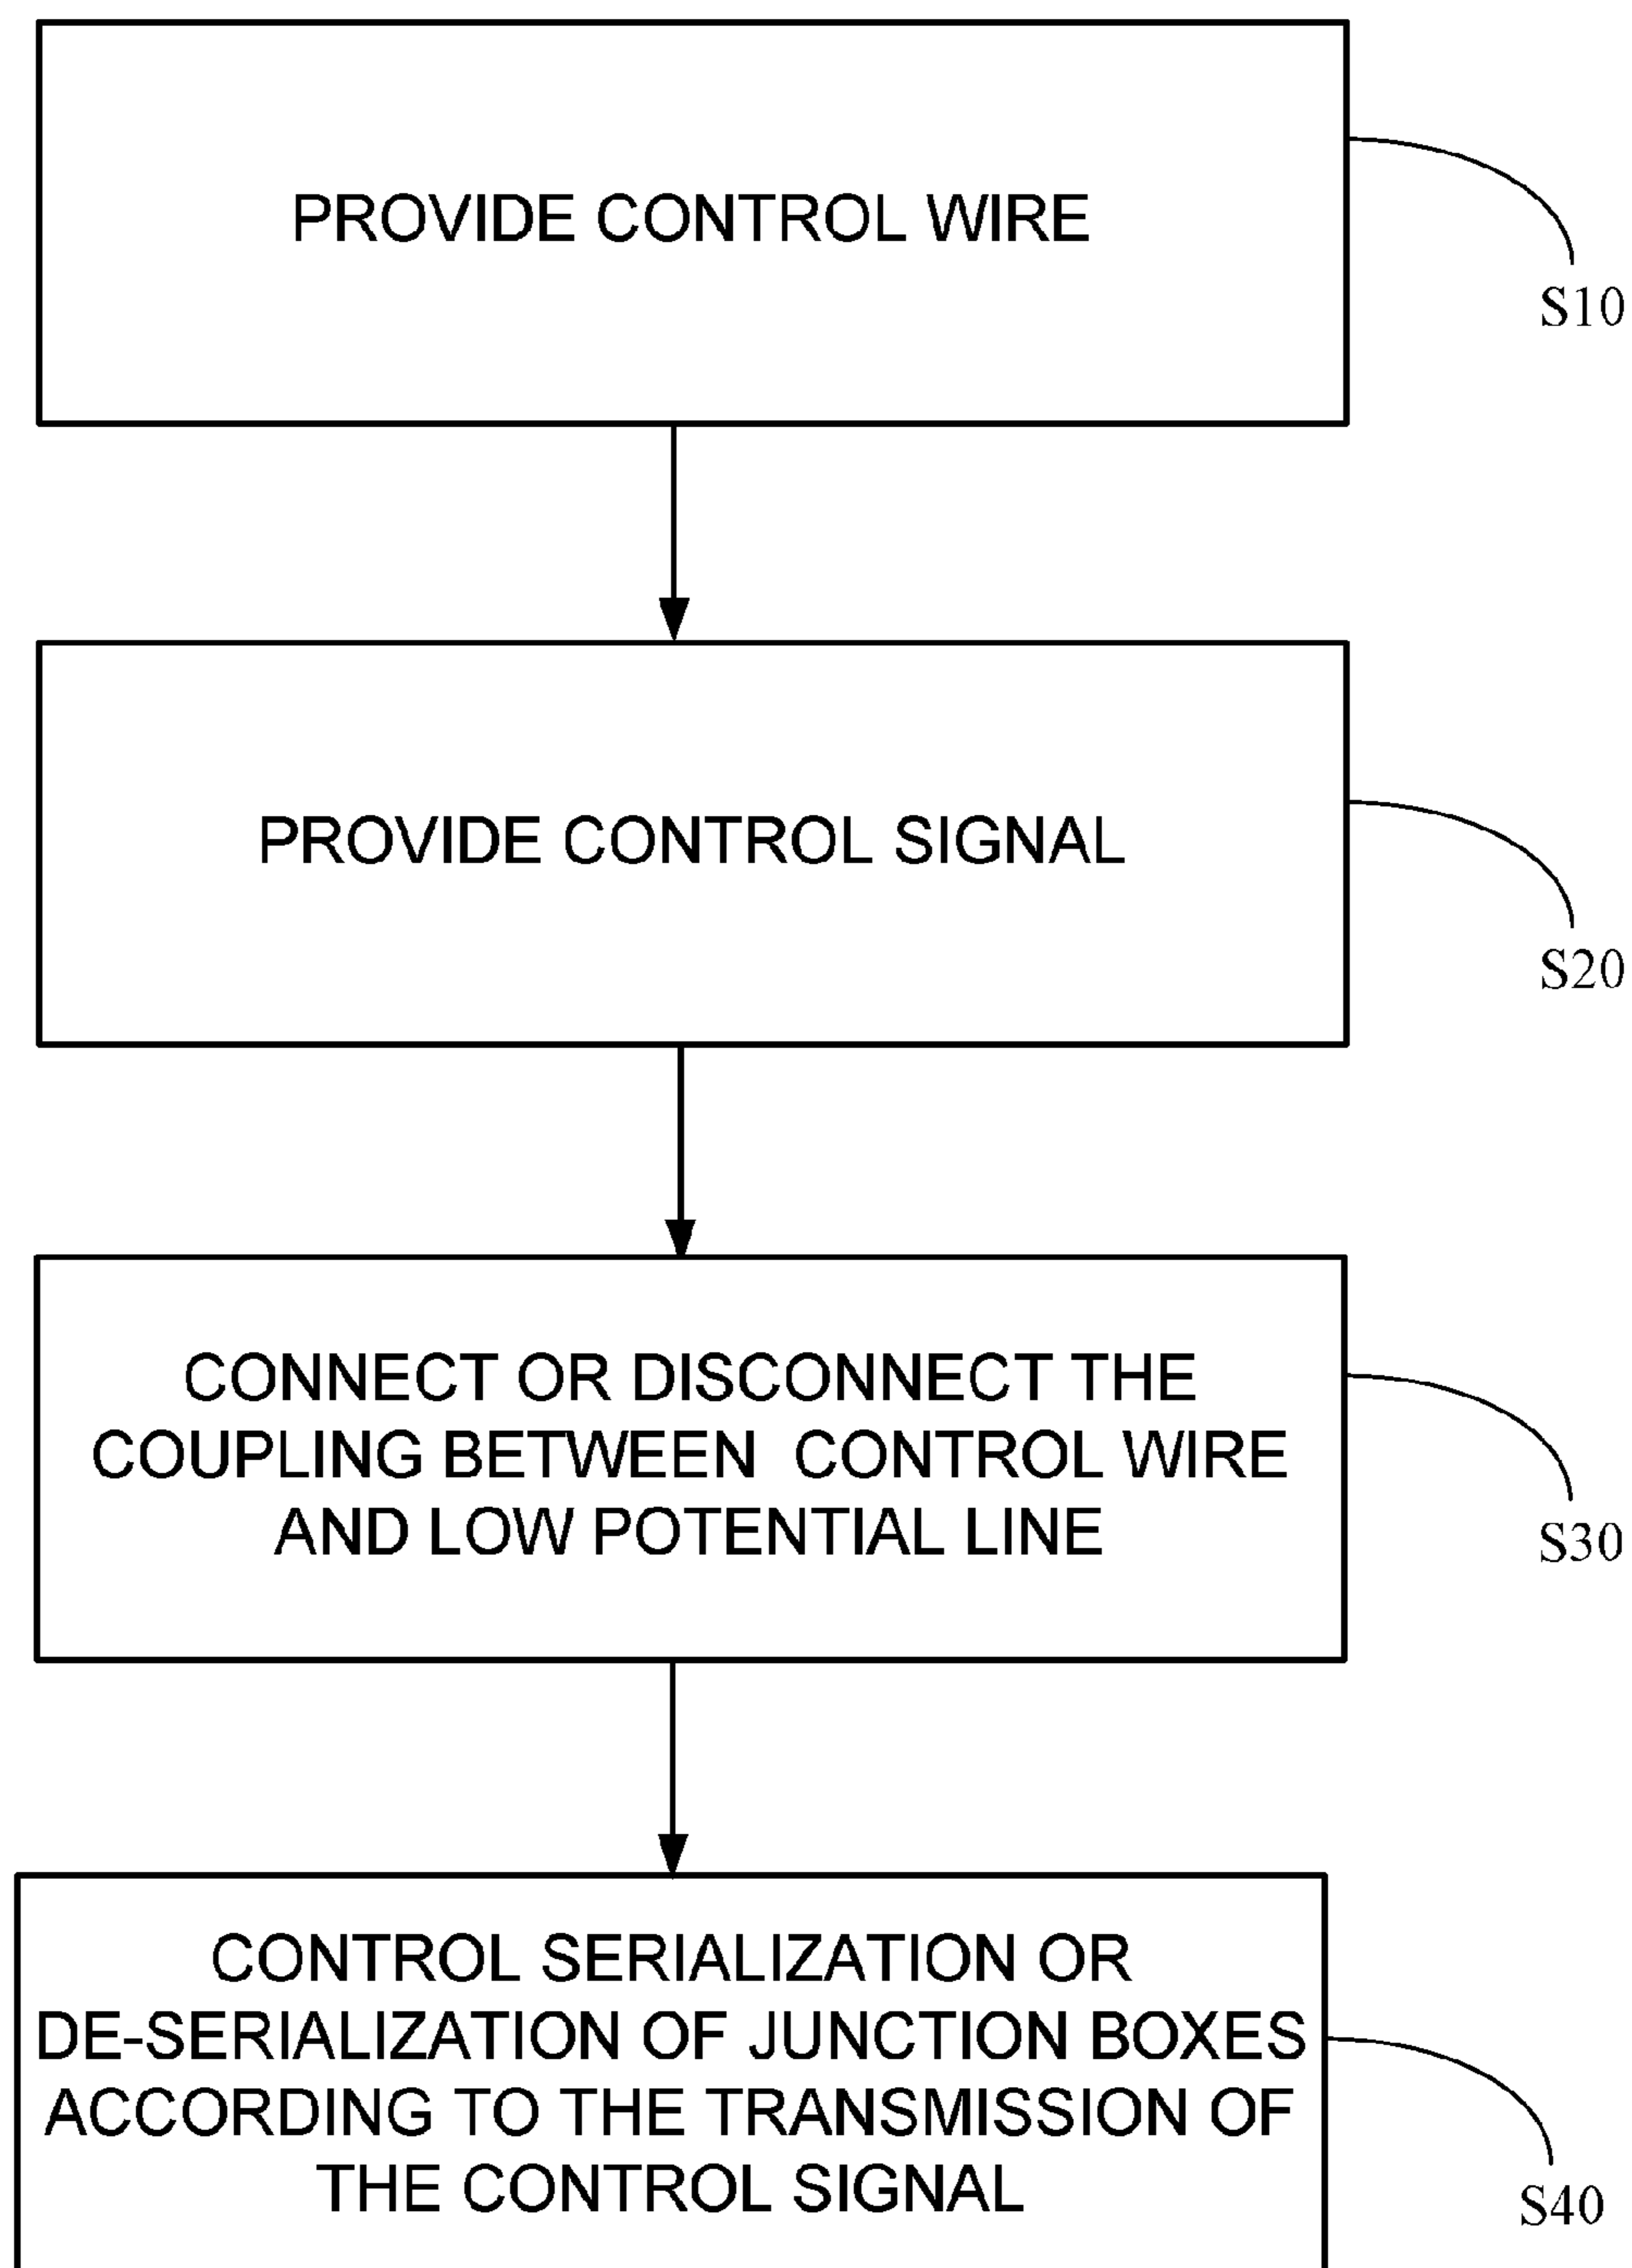 PROVIDE CONTROL WIRE
S10
PROVIDE CONTROL SIGNAL
S20
CONNECT OR DISCONNECT THE
COUPLING BETWEEN CONTROL WIRE
AND LOW POTENTIAL LINE
S30
CONTROL SERIALIZATION OR
DE-SERIALIZATION OF JUNCTION BOXES
ACCORDING TO THE TRANSMISSION OF
THE CONTROL SIGNAL
S40